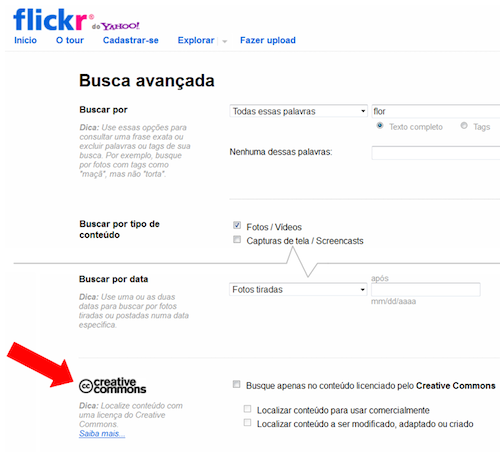 flickr® do YAHOO!
Início O tour Cadastrar-se Explorar Fazer upload
Busca avançada
Buscar por
Todas essas palavras
flor
Dica: Use essas opções para
consultar uma frase exata ou
excluir palavras ou tags de sua
busca. Por exemplo, busque
por fotos com tags como
"maçã", mas não "torta".
Texto completo Tags
Nenhuma dessas palavras:
Buscar por tipo de
conteúdo
Fotos / Vídeos
Capturas de tela / Screencasts
Buscar por data
Dica: Use uma ou as duas
datas para buscar por fotos
tiradas ou postadas numa data
específica.
Fotos tiradas
após
mm/dd/aaaa
cc creative
commons
Dica: Localize conteúdo com
uma licença do Creative
Commons.
Saiba mais...
Busque apenas no conteúdo licenciado pelo Creative Commons
Localizar conteúdo para usar comercialmente
Localizar conteúdo a ser modificado, adaptado ou criado